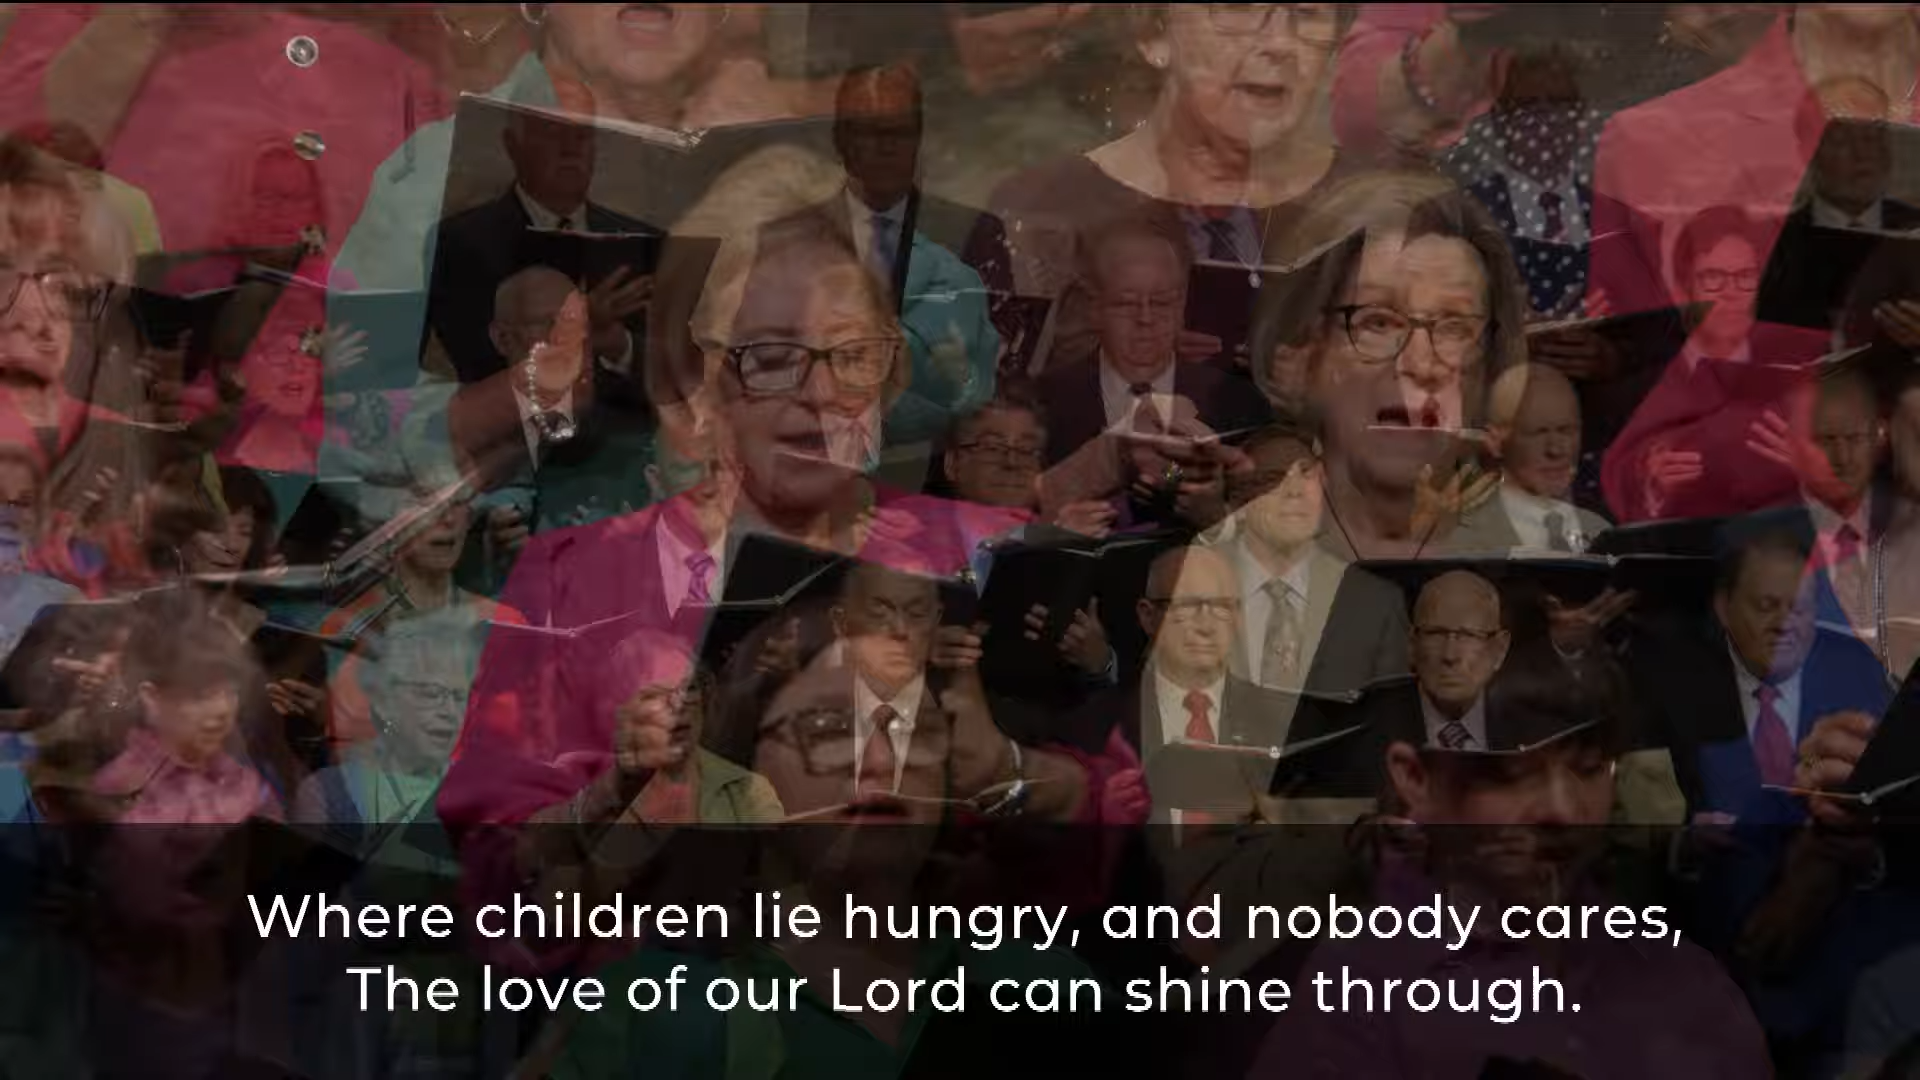 Where children lie hungry, and nobody cares,
The love of our Lord can shine through.